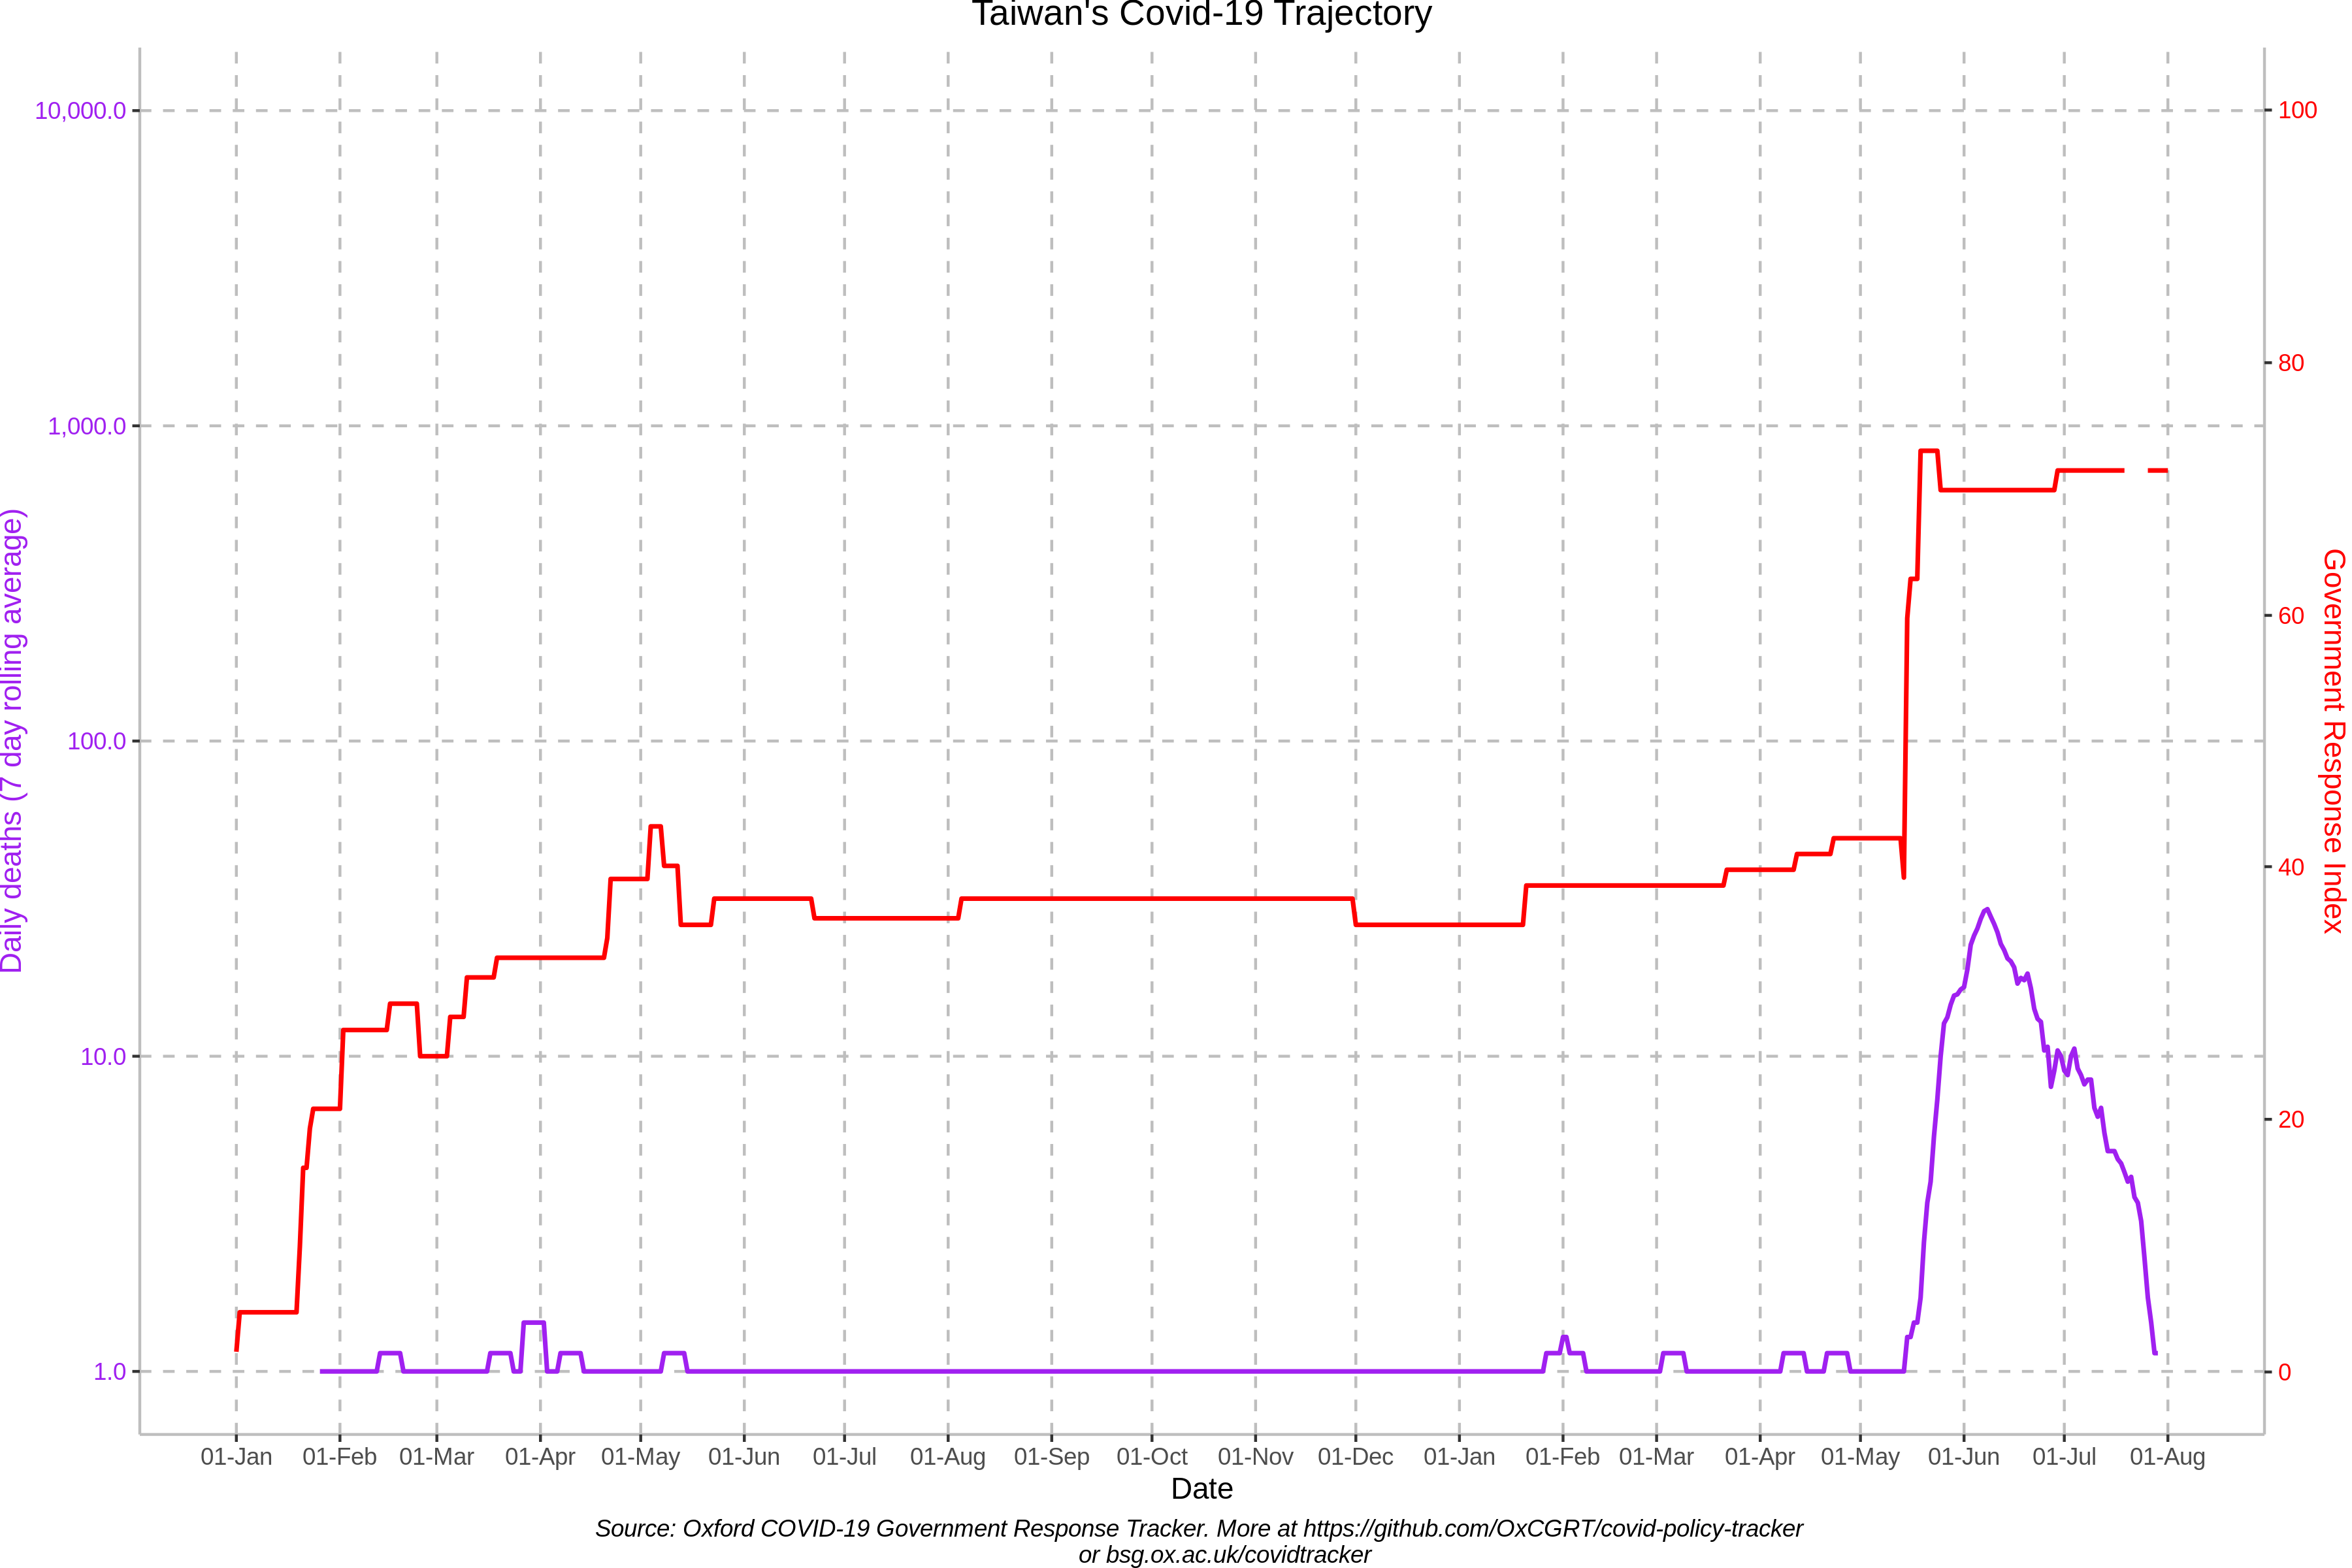 Taiwan's Covid-19 Trajectory
10,000.0
1,000.0
100.0
10.0
1.0
Daily deaths (7 day rolling average)
100
80
60
40
20
0
Government Response Index
01-Jan 01-Feb 01-Mar 01-Apr 01-May 01-Jun 01-Jul 01-Aug 01-Sep 01-Oct 01-Nov 01-Dec 01-Jan 01-Feb 01-Mar 01-Apr 01-May 01-Jun 01-Jul 01-Aug
Date
Source: Oxford COVID-19 Government Response Tracker. More at https://github.com/OxCGRT/covid-policy-tracker
or bsg.ox.ac.uk/covidtracker